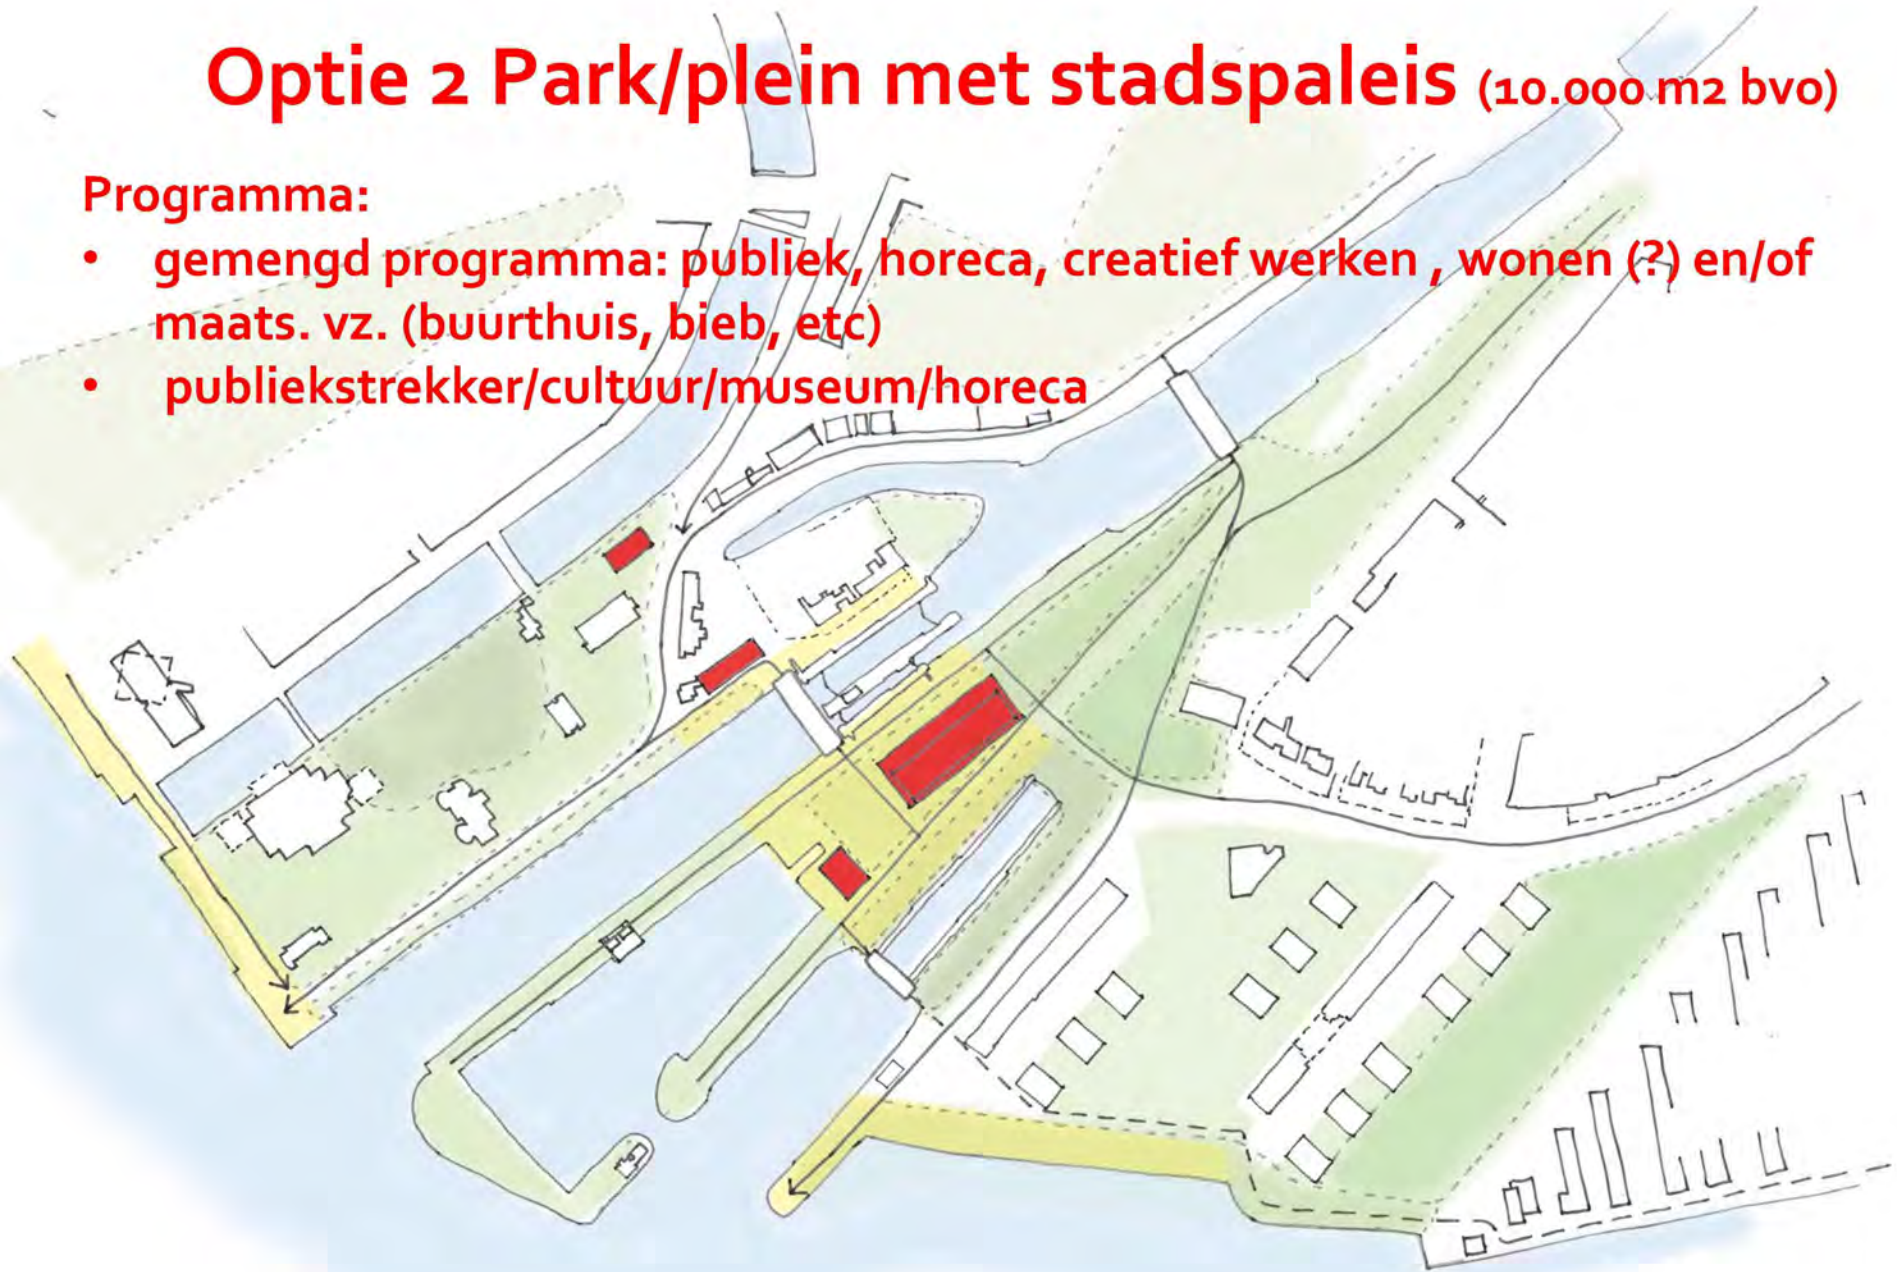 Optie 2 Park/plein met stadspaleis (10.000 m2 bvo)
Programma:
• gemengd programma: publiek, horeca, creatief werken , wonen (?) en/of
maats. vz. (buurthuis, bieb, etc)
• publiekstrekker/cultuur/museum/horeca